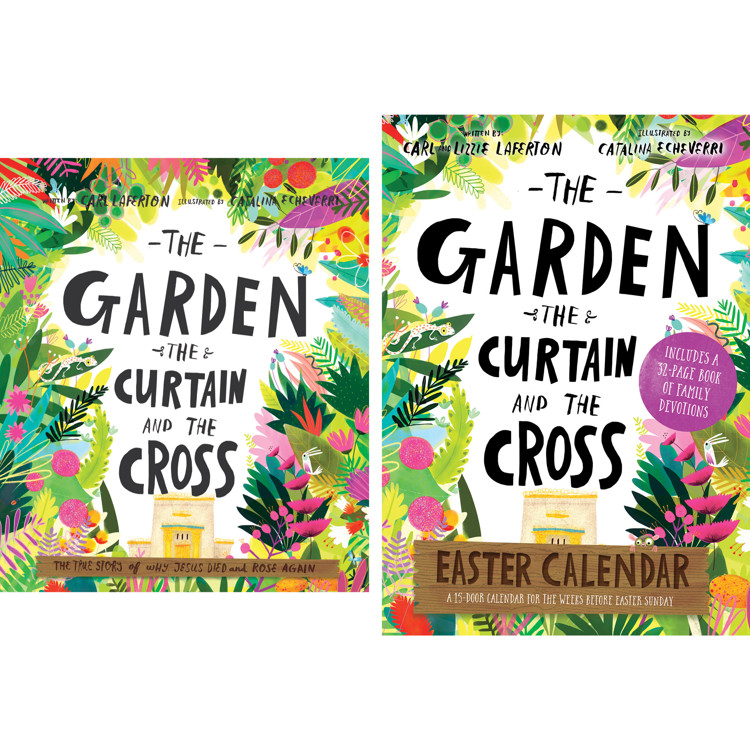 WRITTEN BY: CARL LAFERTON ILLUSTRATED BY CATALINA ECHEVERRI
-THE-
GARDEN
THE
CURTAIN
AND THE
CROSS
THE TRUE STORY of WHY JESUS DIED and ROSE AGAIN
WRITTEN BY: ILLUSTRATED BY
CARL AND LIZZIE LAFERTON CATALINA ECHEVERRI
-THE-
GARDEN
THE
CURTAIN
AND THE
CROSS
INCLUDES A
32-PAGE BOOK
OF FAMILY
DEVOTIONS
EASTER CALENDAR
A 15-DOOR CALENDAR FOR THE WEEKS BEFORE EASTER SUNDAY